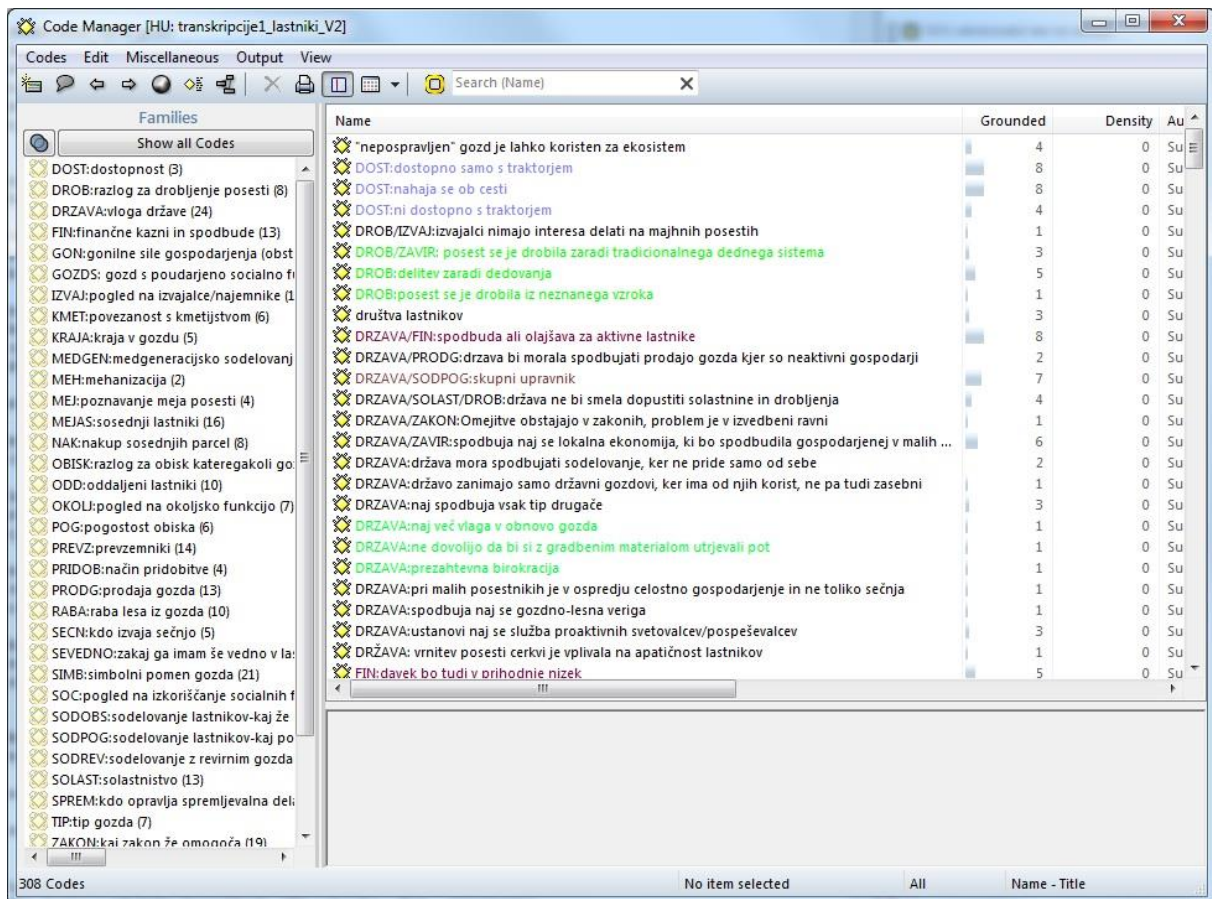 Code Manager [HU: transkripcije1_lastniki_V2]
Codes Edit Miscellaneous Output View
Search (Name)
Families
Show all Codes
DOST:dostopnost (3)
DROB:razlog za drobljenje posesti (8)
DRZAVA:vloga države (24)
FIN:finančne kazni in spodbude (13)
GON:gonilne sile gospodarjenja (obst
GOZDS: gozd s poudarjeno socialno f
IZVAJ:pogled na izvajalce/najemnike (1
KMET:povezanost s kmetijstvom (6)
KRAJA:kraja v gozdu (5)
MEDGEN:medgeneracijsko sodelovanj
MEH:mehanizacija (2)
MEJ:poznavanje meja posesti (4)
MEJAS:sosednji lastniki (16)
NAK:nakup sosednjih parcel (8)
OBISK:razlog za obisk kateregakoli go
ODD:oddaljeni lastniki (10)
OKOLJ:pogled na okoljsko funkcijo (7)
POG:pogostost obiska (6)
PREVZ:prevzemniki (14)
PRIDOB:način pridobitve (4)
PRODG:prodaja gozda (13)
RABA:raba lesa iz gozda (10)
SECN:kdo izvaja sečnjo (5)
SEVEDNO:zakaj ga imam še vedno v la
SIMB:simbolni pomen gozda (21)
SOC:pogled na izkoriščanje socialnih f
SODOBS:sodelovanje lastnikov-kaj že
SODPOG:sodelovanje lastnikov-kaj po
SODREV:sodelovanje z revirnim gozda
SOLAST:solastnistvo (13)
SPREM:kdo opravlja spremljevalna dela
TIP:tip gozda (7)
ZAKON:kaj zakon že omogoča (19)
Name Grounded Density Au
"nepospravljen" gozd je lahko koristen za ekosistem 4 0 Su
DOST:dostopno samo s traktorjem 8 0 Su
DOST:nahaja se ob cesti 8 0 Su
DOST:ni dostopno s traktorjem 4 0 Su
DROB/IZVAJ:izvajalci nimajo interesa delati na majhnih posestih 1 0 Su
DROB/ZAVIR: posest se je drobila zaradi tradicionalnega dednega sistema 3 0 Su
DROB:delitev zaradi dedovanja 5 0 Su
DROB:posest se je drobila iz neznanega vzroka 1 0 Su
društva lastnikov 3 0 Su
DRZAVA/FIN:spodbuda ali olajšava za aktivne lastnike 8 0 Su
DRZAVA/PRODG:drzava bi morala spodbujati prodajo gozda kjer so neaktivni gospodarji 2 0 Su
DRZAVA/SODPOG:skupni upravnik 7 0 Su
DRZAVA/SOLAST/DROB:država ne bi smela dopustiti solastnine in drobljenja 4 0 Su
DRZAVA/ZAKON:Omejitve obstajajo v zakonih, problem je v izvedbeni ravni 1 0 Su
DRZAVA/ZAVIR:spodbuja naj se lokalna ekonomija, ki bo spodbudila gospodarjenej v malih ... 6 0 Su
DRZAVA:država mora spodbujati sodelovanje, ker ne pride samo od sebe 2 0 Su
DRZAVA:državo zanimajo samo državni gozdovi, ker ima od njih korist, ne pa tudi zasebni 1 0 Su
DRZAVA:naj spodbuja vsak tip drugače 3 0 Su
DRZAVA:naj več vlaga v obnovo gozda 1 0 Su
DRZAVA:ne dovolijo da bi si z gradbenim materialom utrjevali pot 1 0 Su
DRZAVA:prezahtevna birokracija 1 0 Su
DRZAVA:pri malih posestnikih je v ospredju celostno gospodarjenje in ne toliko sečnja 1 0 Su
DRZAVA:spodbuja naj se gozdno-lesna veriga 1 0 Su
DRZAVA:ustanovi naj se služba proaktivnih svetovalcev/pospeševalcev 3 0 Su
DRŽAVA: vrnitev posesti cerkvi je vplivala na apatičnost lastnikov 1 0 Su
FIN:davek bo tudi v prihodnje nizek 5 0 Su
308 Codes No item selected All Name - Title